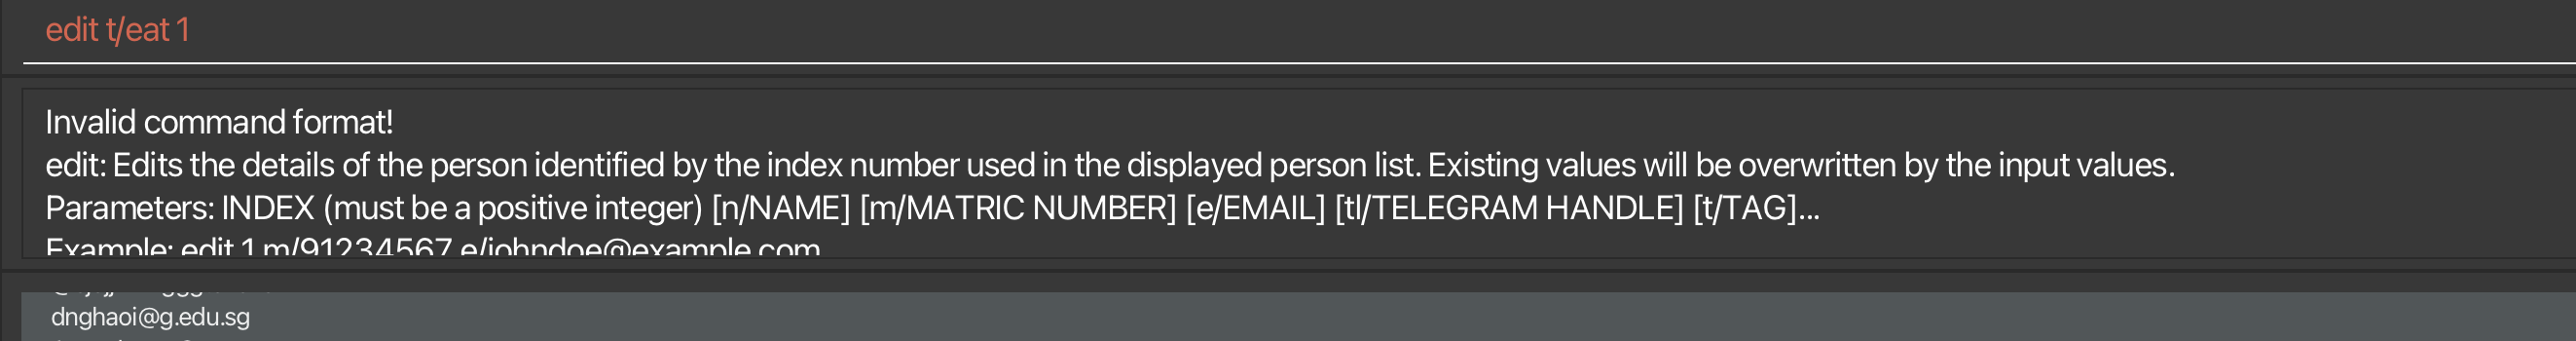 edit t/eat 1
Invalid command format!
edit: Edits the details of the person identified by the index number used in the displayed person list. Existing values will be overwritten by the input values.
Parameters: INDEX (must be a positive integer) [n/NAME] [m/MATRIC NUMBER] [e/EMAIL] [tl/TELEGRAM HANDLE] [t/TAG]...
Example: edit 1 m/91234567 e/johndoe@example.com
dnghaoi@g.edu.sg